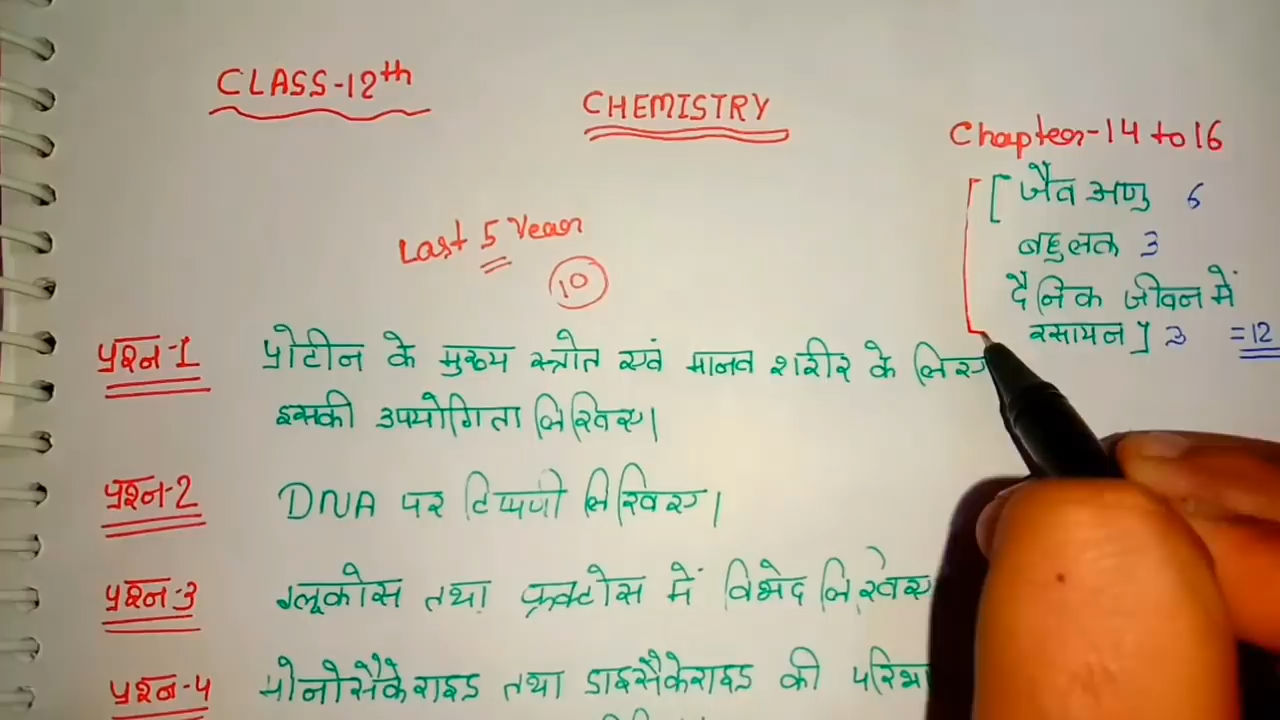 CLASS-12th
CHEMISTRY
Chapter-14 to 16
[ जैव अणु 6
बहुलक 3
दैनिक जीवन में
रसायन ] 3 =12
Last 5 Year
10
प्रश्न-1 प्रोटीन के मुख्य स्त्रोत एवं मानव शरीर के लिए
इसकी उपयोगिता लिखिए।
प्रश्न-2 DNA पर टिप्पणी लिखिए।
प्रश्न-3 ग्लूकोस तथा फ्रक्टोस में विभेद लिखिए
प्रश्न-4 मोनोसैकेराइड तथा डाइसैकेराइड की